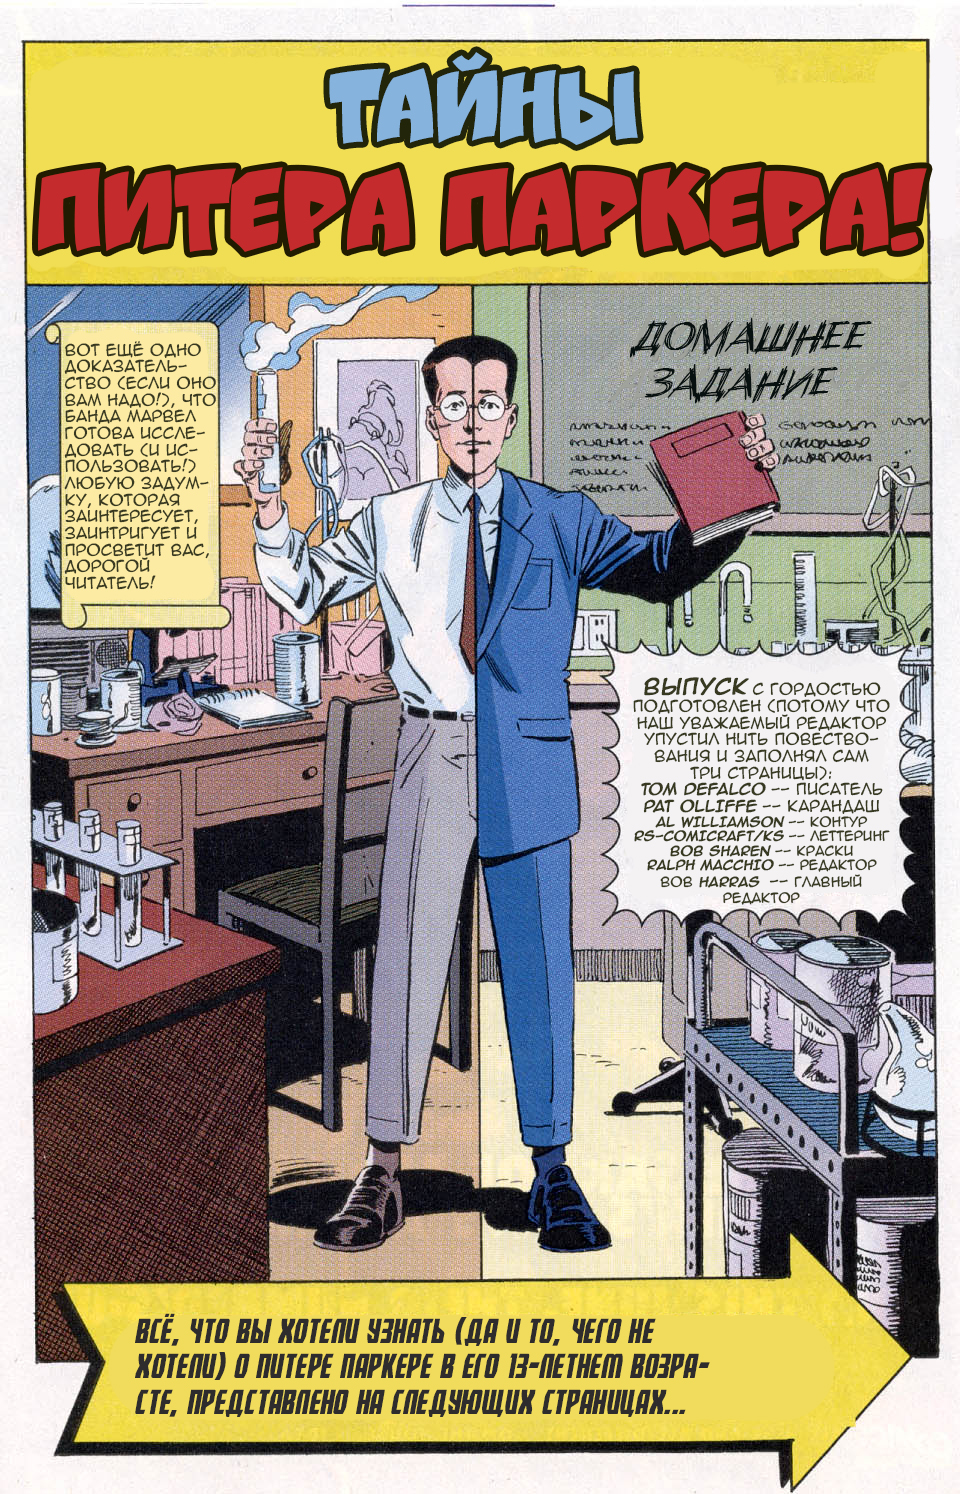 ТАЙНЫ
ПИТЕРА ПАРКЕРА!
ВОТ ЕЩЁ ОДНО
ДОКАЗАТЕЛЬ-
СТВО (ЕСЛИ ОНО
ВАМ НАДО!), ЧТО
БАНДА МАРВЕЛ
ГОТОВА ИССЛЕ-
ДОВАТЬ (И ИС-
ПОЛЬЗОВАТЬ!)
ЛЮБУЮ ЗАДУМ-
КУ, КОТОРАЯ
ЗАИНТЕРЕСУЕТ,
ЗАИНТРИГУЕТ И
ПРОСВЕТИТ ВАС,
ДОРОГОЙ
ЧИТАТЕЛЬ!
ДОМАШНЕЕ
ЗАДАНИЕ
ВЫПУСК С ГОРДОСТЬЮ
ПОДГОТОВЛЕН (ПОТОМУ ЧТО
НАШ УВАЖАЕМЫЙ РЕДАКТОР
УПУСТИЛ НИТЬ ПОВЕСТВО-
ВАНИЯ И ЗАПОЛНЯЛ САМ
ТРИ СТРАНИЦЫ):
TOM DEFALCO -- ПИСАТЕЛЬ
PAT OLLIFFE -- КАРАНДАШ
AL WILLIAMSON -- КОНТУР
RS-COMICRAFT/KS -- ЛЕТТЕРИНГ
BOB SHAREN -- КРАСКИ
RALPH MACCHIO -- РЕДАКТОР
BOB HARRAS -- ГЛАВНЫЙ
РЕДАКТОР
ВСЁ, ЧТО ВЫ ХОТЕЛИ УЗНАТЬ (ДА И ТО, ЧЕГО НЕ
ХОТЕЛИ) О ПИТЕРЕ ПАРКЕРЕ В ЕГО 13-ЛЕТНЕМ ВОЗРА-
СТЕ, ПРЕДСТАВЛЕНО НА СЛЕДУЮЩИХ СТРАНИЦАХ...